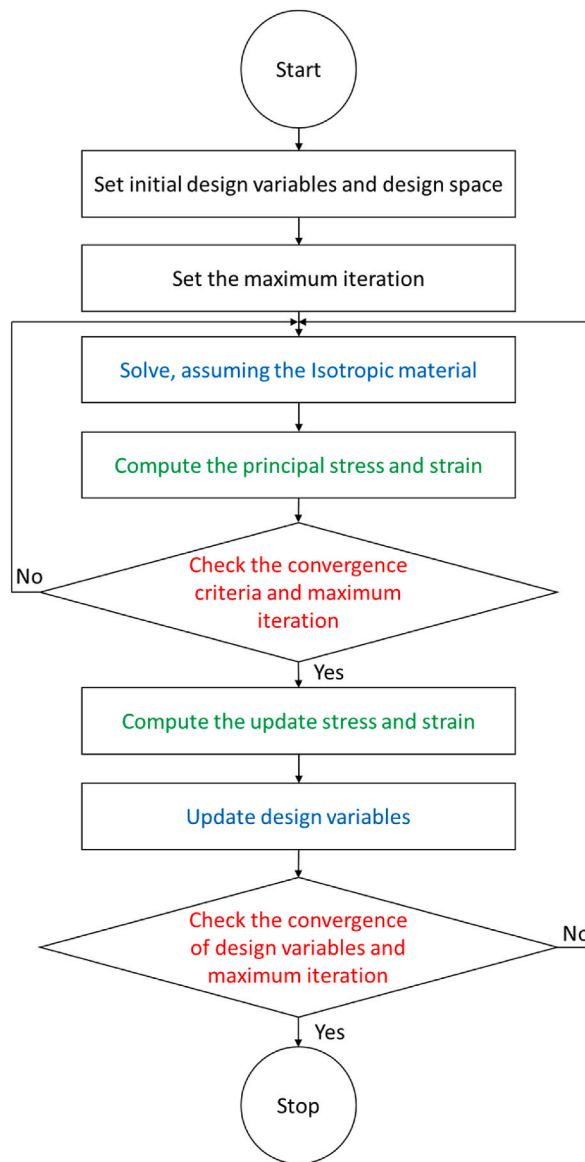 Start
Set initial design variables and design space
Set the maximum iteration
Solve, assuming the Isotropic material
Compute the principal stress and strain
No
Check the convergence
criteria and maximum
iteration
Yes
Compute the update stress and strain
Update design variables
Check the convergence
of design variables and
maximum iteration
No
Yes
Stop